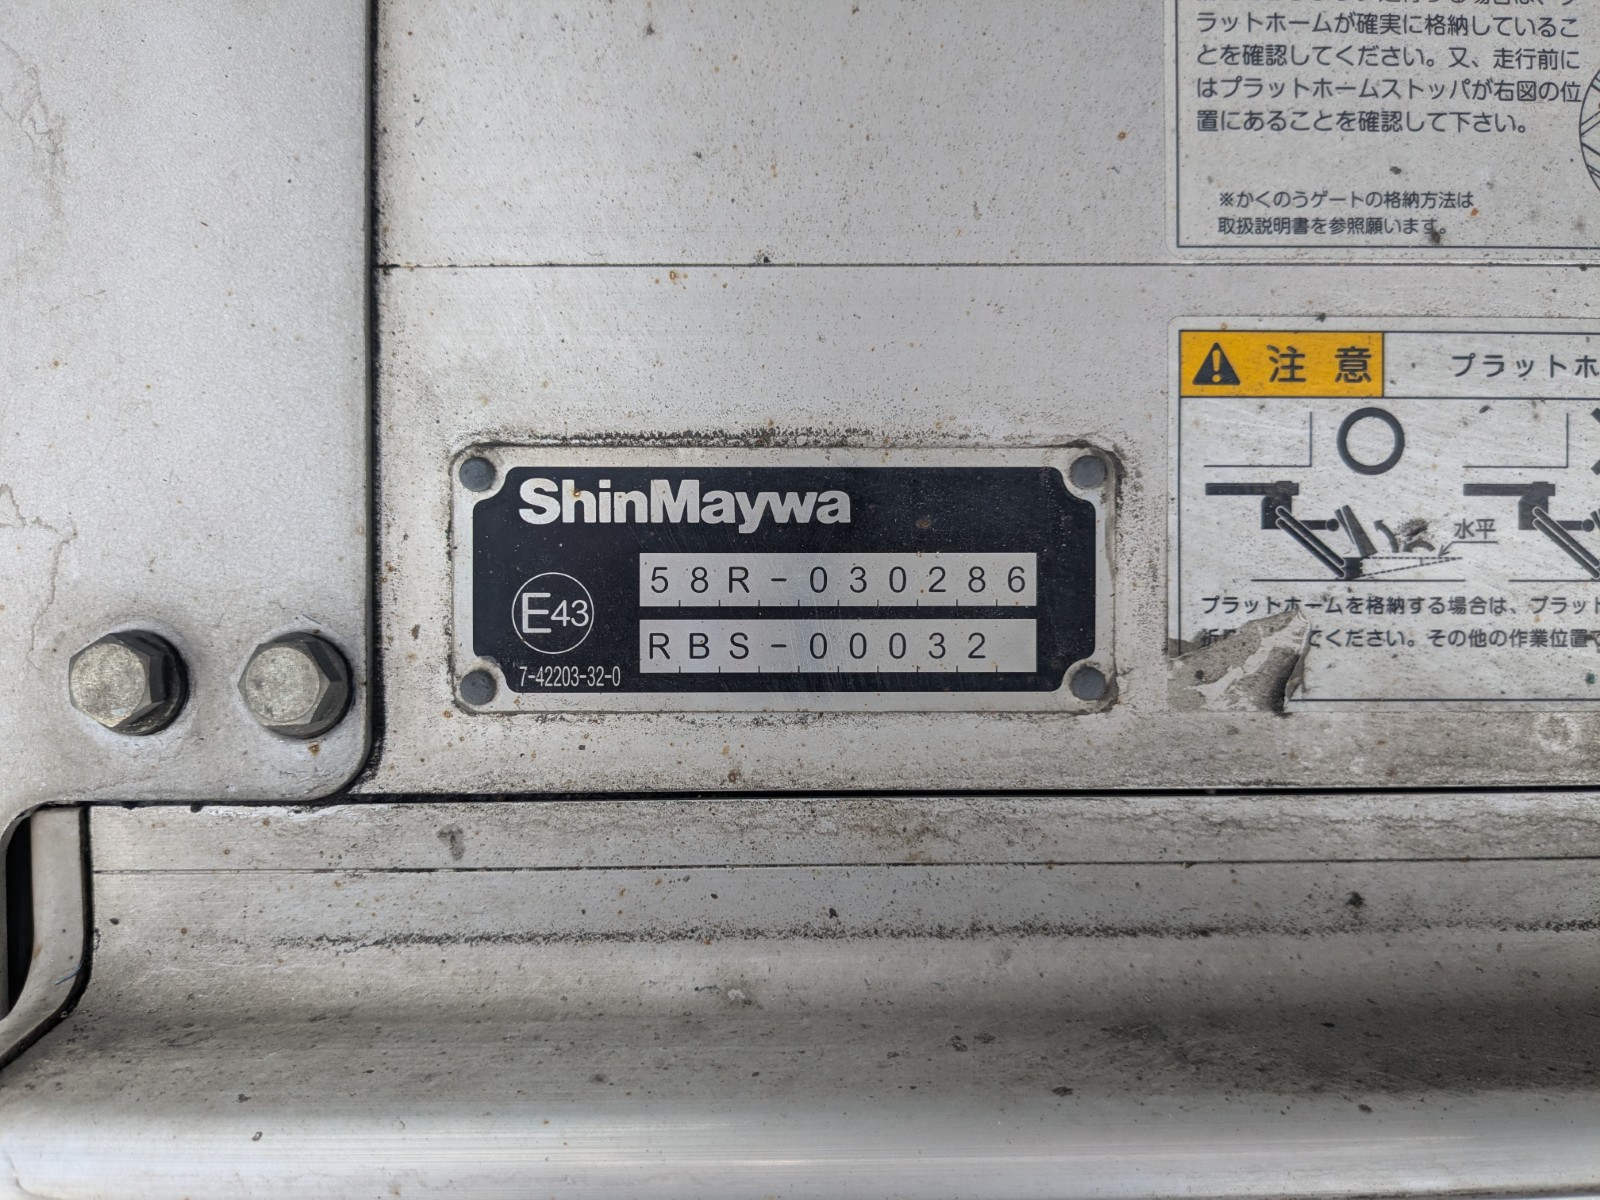 ラットホームが確実に格納しているこ
とを確認してください。又、走行前に
はプラットホームストッパが右図の位
置にあることを確認して下さい。
※かくのうゲートの格納方法は
取扱説明書を参照願います。
注意
プラットホ
水平
プラットホームを格納する場合は、プラット
てください。その他の作業位置
ShinMaywa
58R-030286
E43
RBS-00032
7-42203-32-0